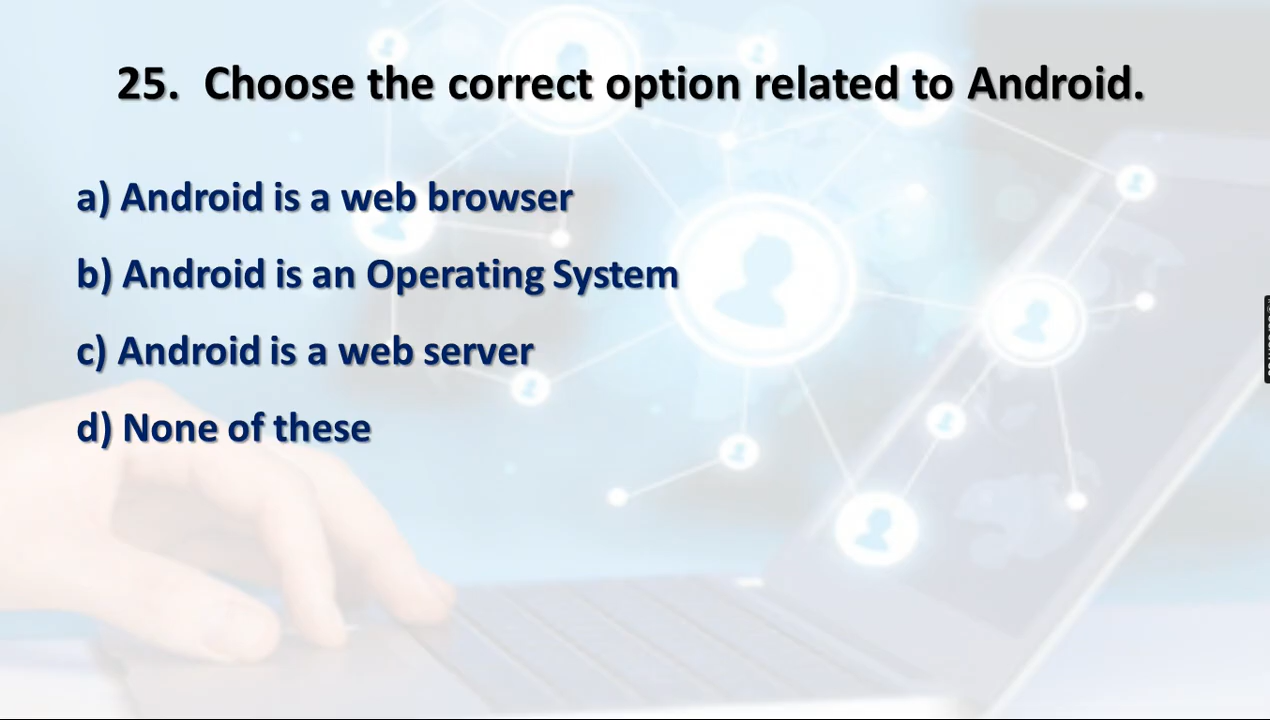 25. Choose the correct option related to Android.
a) Android is a web browser
b) Android is an Operating System
c) Android is a web server
d) None of these